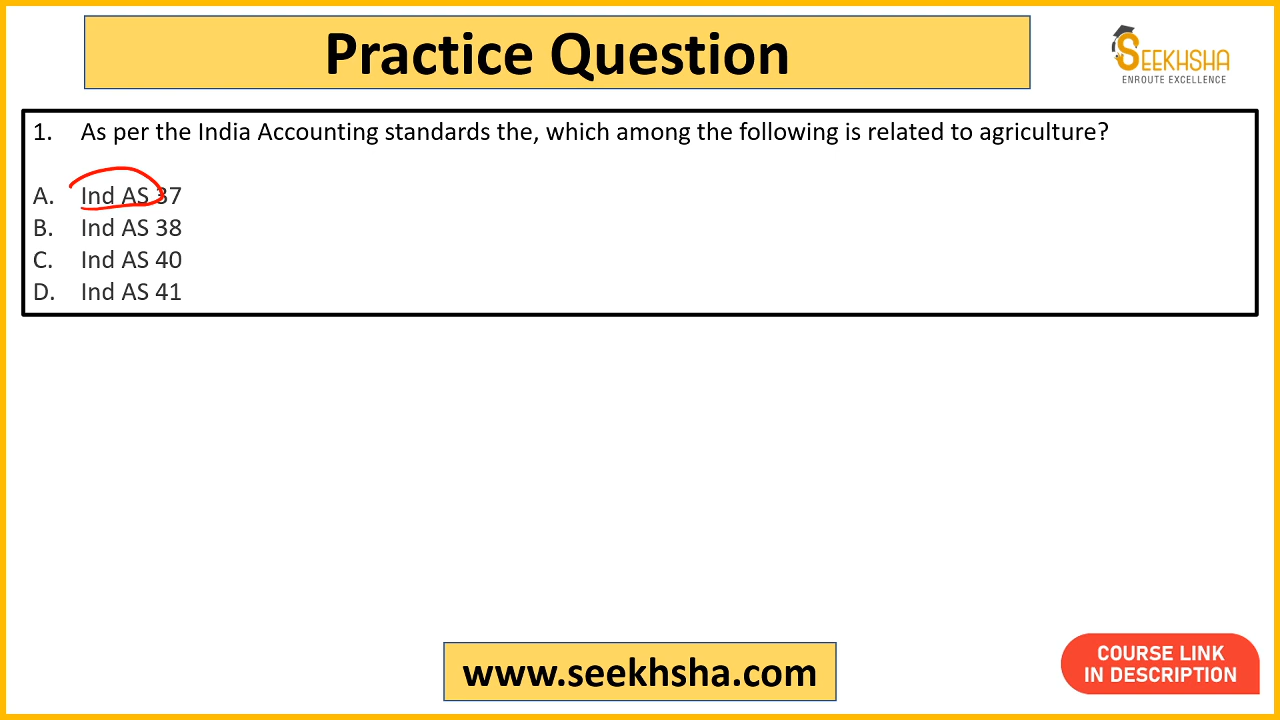 Practice Question
SEEKHSHA
ENROUTE EXCELLENCE
1. As per the India Accounting standards the, which among the following is related to agriculture?
A. Ind AS 37
B. Ind AS 38
C. Ind AS 40
D. Ind AS 41
www.seekhsha.com
COURSE LINK
IN DESCRIPTION